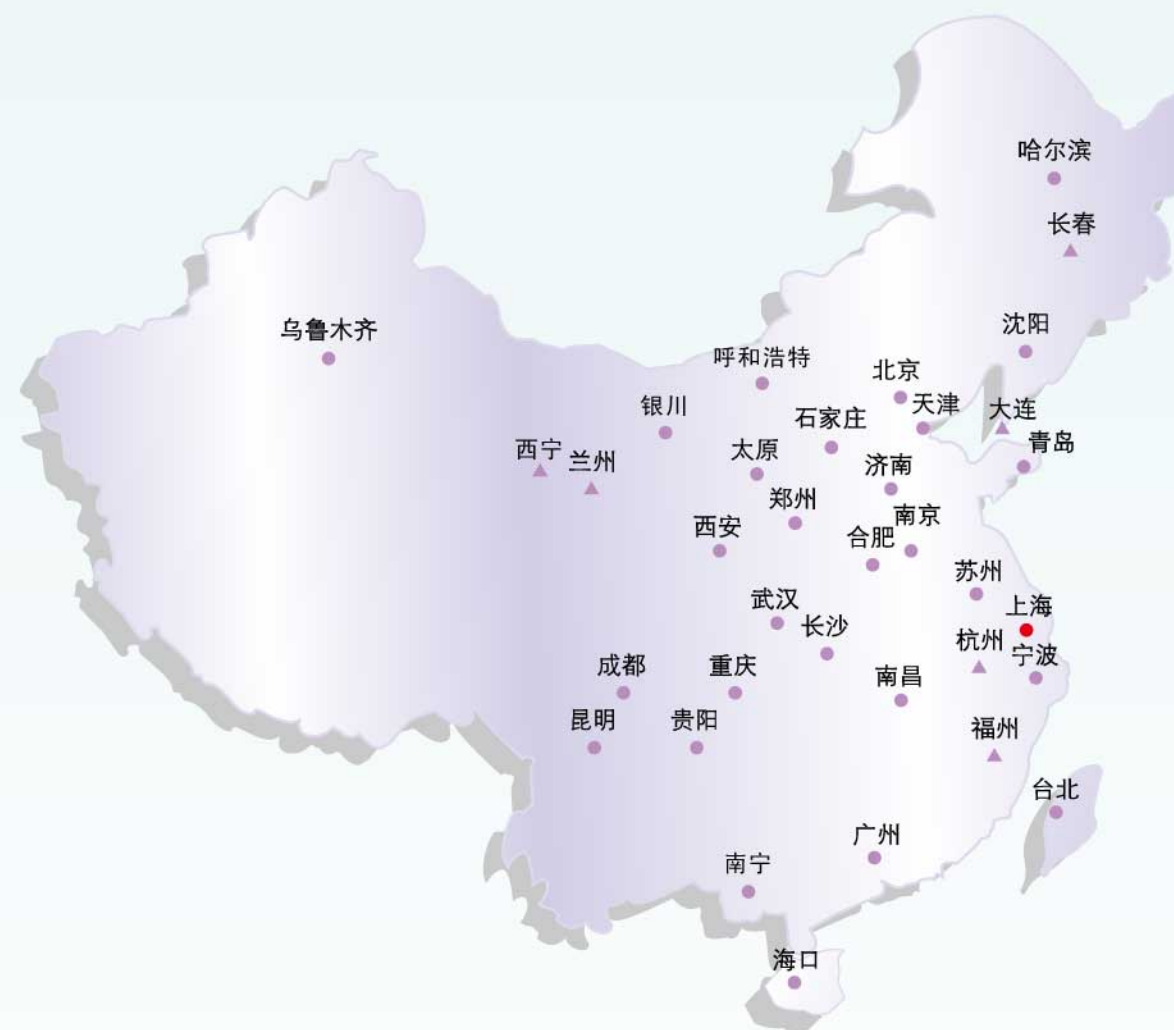 哈尔滨
长春
沈阳
乌鲁木齐
呼和浩特
北京
银川
天津
大连
石家庄
青岛
西宁
兰州
太原
济南
郑州
南京
西安
合肥
苏州
武汉
上海
长沙
杭州
宁波
成都
重庆
南昌
昆明
贵阳
福州
台北
广州
南宁
海口